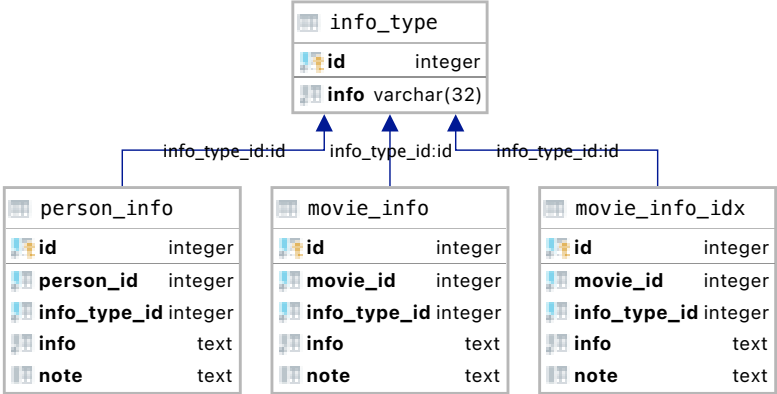 info_type
id integer
info varchar(32)
info_type_id:id info_type_id:id info_type_id:id
person_info
id integer
person_id integer
info_type_id integer
info text
note text
movie_info
id integer
movie_id integer
info_type_id integer
info text
note text
movie_info_idx
id integer
movie_id integer
info_type_id integer
info text
note text